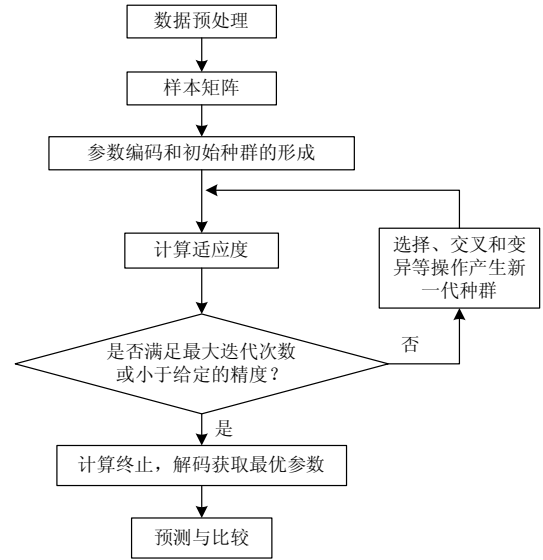 数据预处理
样本矩阵
参数编码和初始种群的形成
计算适应度
选择、交叉和变
异等操作产生新
一代种群
是否满足最大迭代次数
或小于给定的精度？
否
是
计算终止，解码获取最优参数
预测与比较